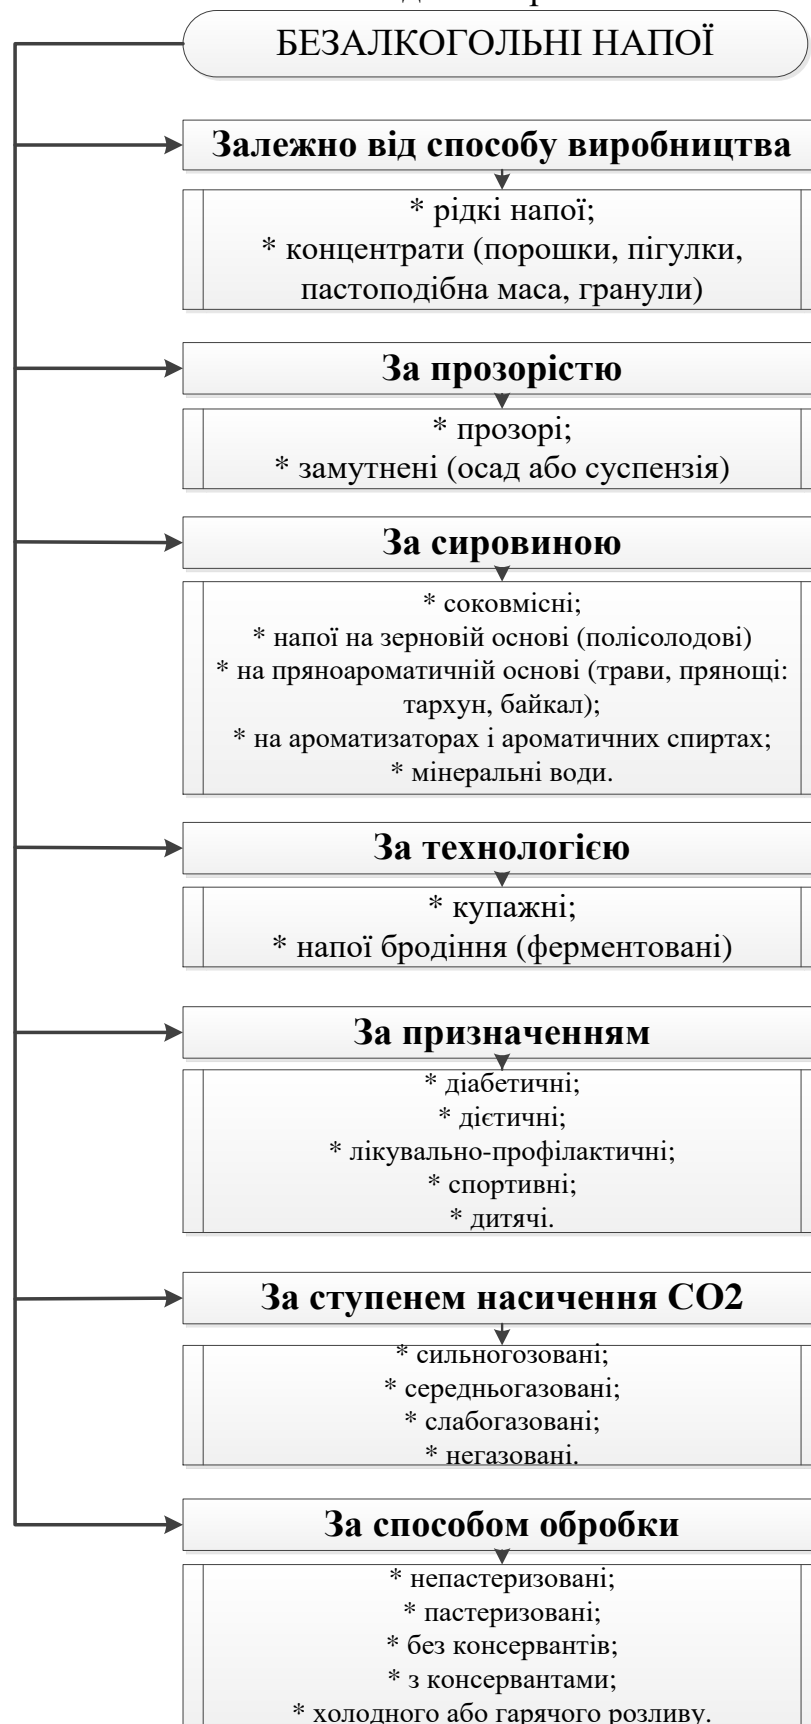 БЕЗАЛКОГОЛЬНІ НАПОЇ
Залежно від способу виробництва
* рідкі напої;
* концентрати (порошки, пігулки,
пастоподібна маса, гранули)
За прозорістю
* прозорі;
* замутнені (осад або суспензія)
За сировиною
* соковмісні;
* напої на зерновій основі (полісолодові)
* на пряноароматичній основі (трави, прянощі:
тархун, байкал);
* на ароматизаторах і ароматичних спиртах;
* мінеральні води.
За технологією
* купажні;
* напої бродіння (ферментовані)
За призначенням
* діабетичні;
* дієтичні;
* лікувально-профілактичні;
* спортивні;
* дитячі.
За ступенем насичення СО2
* сильногозовані;
* середньогазовані;
* слабогазовані;
* негазовані.
За способом обробки
* непастеризовані;
* пастеризовані;
* без консервантів;
* з консервантами;
* холодного або гарячого розливу.